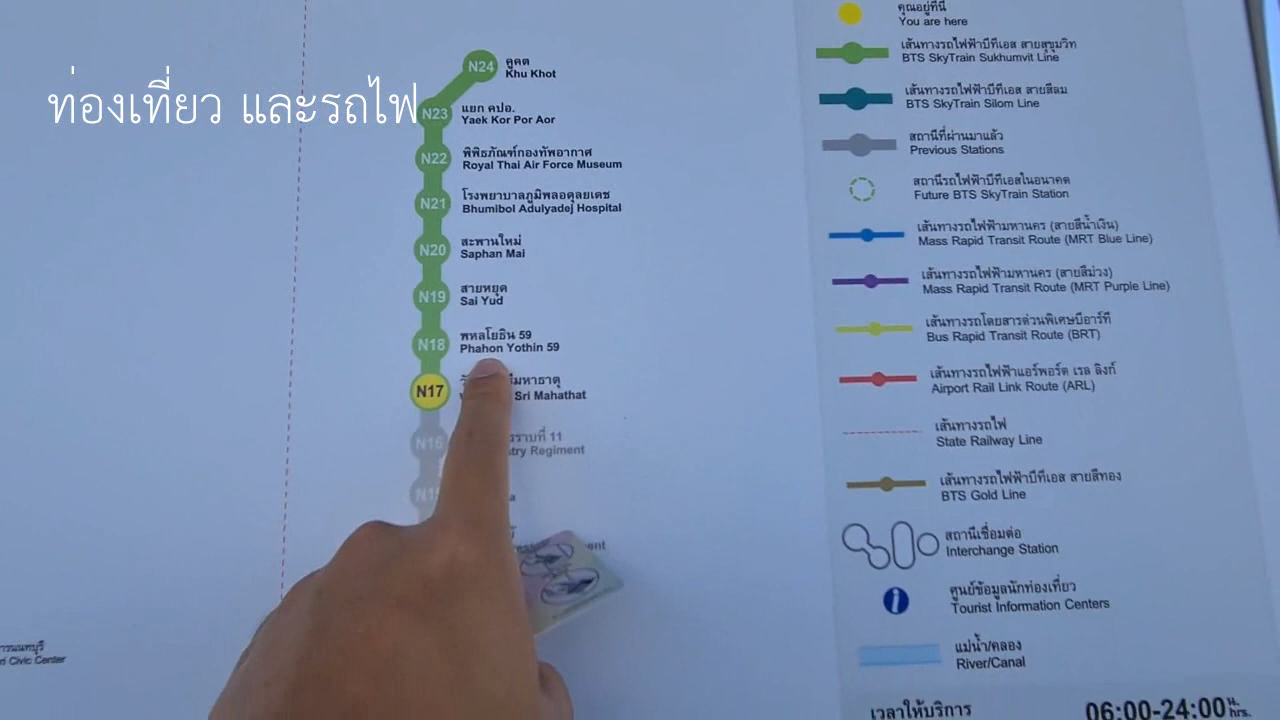 ท่องเที่ยว และรถไฟ
N24
คูคต
Khu Khot
N23
แยก คปอ.
Yaek Kor Por Aor
N22
พิพิธภัณฑ์กองทัพอากาศ
Royal Thai Air Force Museum
N21
โรงพยาบาลภูมิพลอดุลยเดช
Bhumibol Adulyadej Hospital
N20
สะพานใหม่
Saphan Mai
N19
สายหยุด
Sai Yud
N18
พหลโยธิน 59
Phahon Yothin 59
N17
มหาธาตุ
Sri Mahathat
N16
ราบที่ 11
try Regiment
คุณอยู่ที่นี่
You are here
เส้นทางรถไฟฟ้าบีทีเอส สายสุขุมวิท
BTS SkyTrain Sukhumvit Line
เส้นทางรถไฟฟ้าบีทีเอส สายสีลม
BTS SkyTrain Silom Line
สถานีที่ผ่านมาแล้ว
Previous Stations
สถานีรถไฟฟ้าบีทีเอสในอนาคต
Future BTS SkyTrain Station
เส้นทางรถไฟฟ้ามหานคร (สายสีน้ำเงิน)
Mass Rapid Transit Route (MRT Blue Line)
เส้นทางรถไฟฟ้ามหานคร (สายสีม่วง)
Mass Rapid Transit Route (MRT Purple Line)
เส้นทางรถโดยสารด่วนพิเศษบีอาร์ที
Bus Rapid Transit Route (BRT)
เส้นทางรถไฟฟ้าแอร์พอร์ต เรล ลิงก์
Airport Rail Link Route (ARL)
เส้นทางรถไฟ
State Railway Line
เส้นทางรถไฟฟ้าบีทีเอส สายสีทอง
BTS Gold Line
สถานีเชื่อมต่อ
Interchange Station
ศูนย์ข้อมูลนักท่องเที่ยว
Tourist Information Centers
แม่น้ำ/คลอง
River/Canal
เวลาให้บริการ
06:00-24:00 น.
hrs.
นนทบุรี
Civic Center